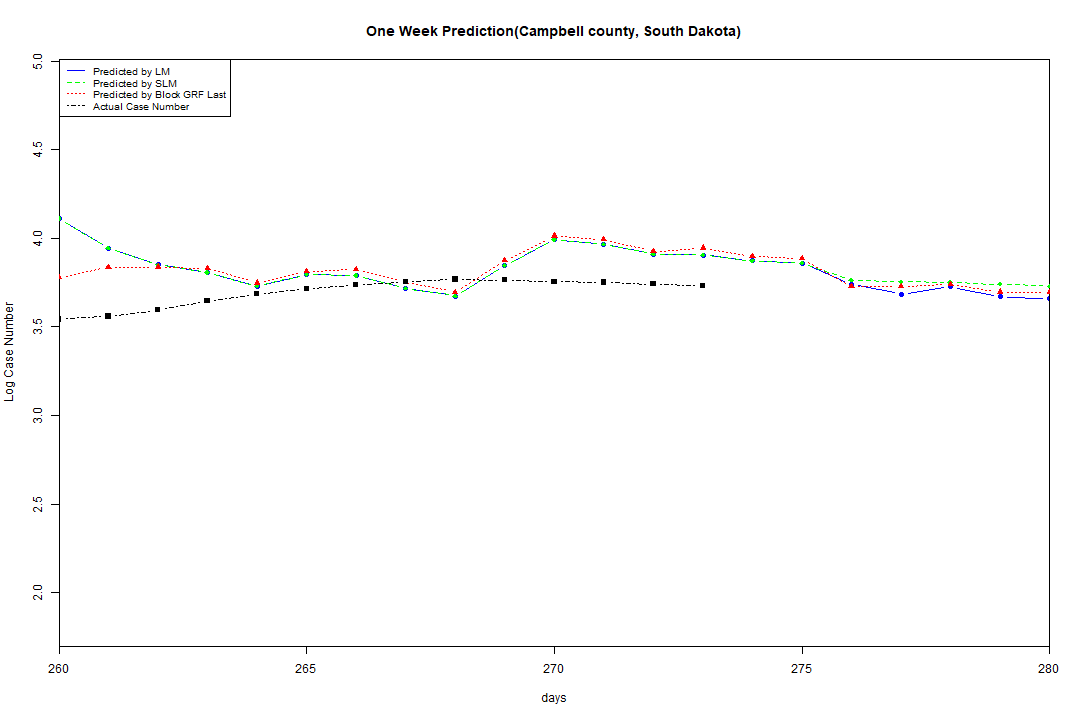 One Week Prediction(Campbell county, South Dakota)
Predicted by LM
Predicted by SLM
Predicted by Block GRF Last
Actual Case Number
Log Case Number
5.0
4.5
4.0
3.5
3.0
2.5
2.0
260 265 270 275 280
days